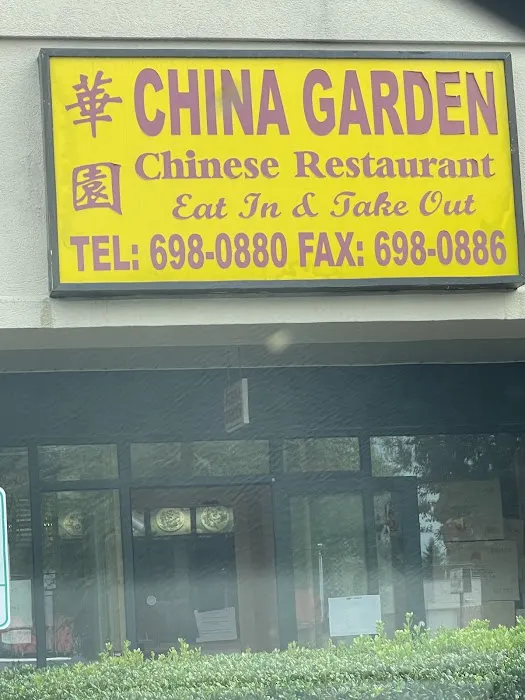 華 CHINA GARDEN
園 Chinese Restaurant
Eat In & Take Out
TEL: 698-0880 FAX: 698-0886